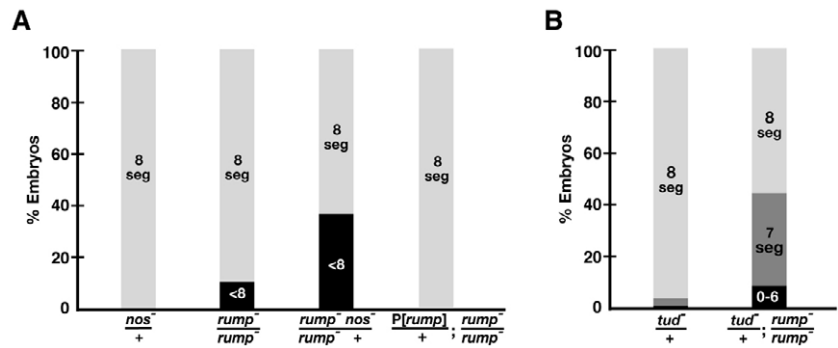 A
% Embryos
100
80
60
40
20
0
8
seg
8
seg
<8
8
seg
<8
8
seg
nos⁻
+
rump⁻
rump⁻
rump⁻ nos⁻
rump⁻ +
P[rump] ; rump⁻
+ rump⁻
B
% Embryos
100
80
60
40
20
0
8
seg
8
seg
7
seg
0-6
tud⁻
+
tud⁻ ; rump⁻
+ rump⁻